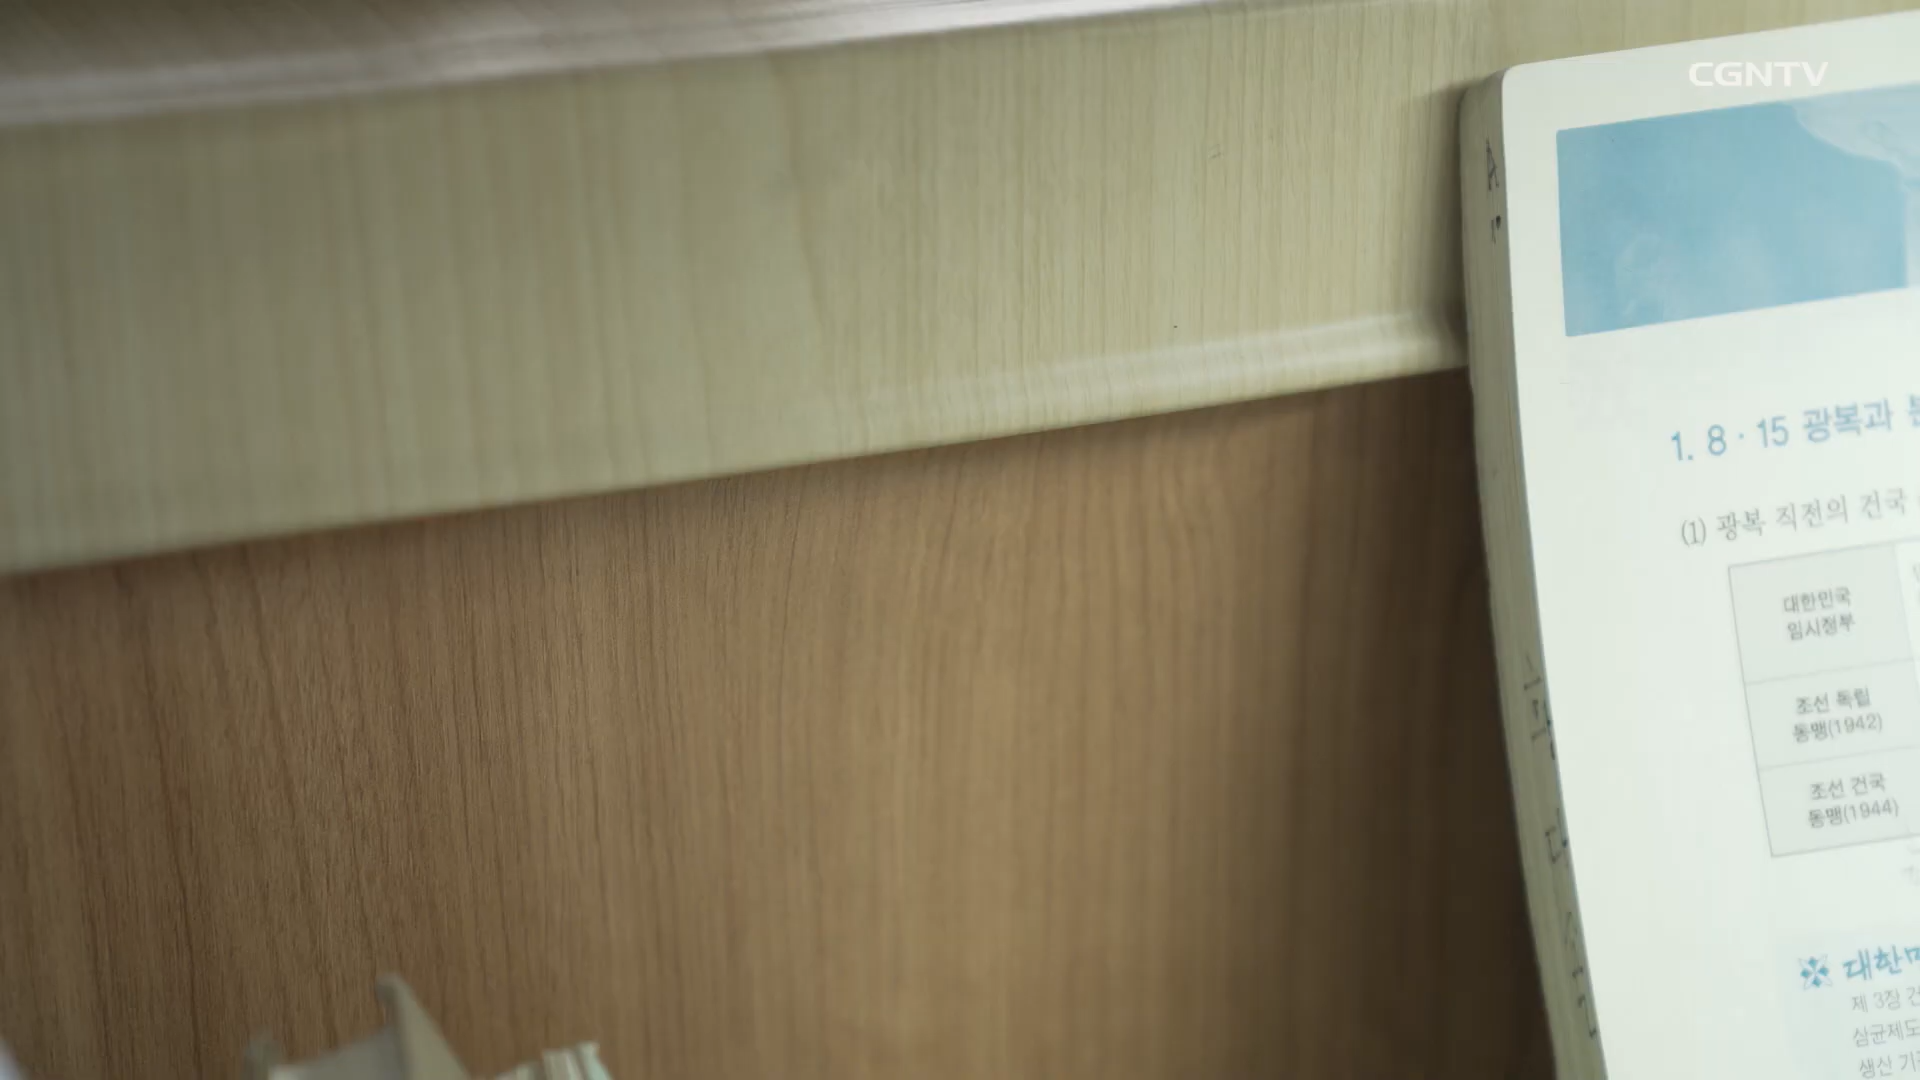 CGNTV
1. 8·15 광복과
(1) 광복 직전의 건국
대한민국
임시정부
조선 독립
동맹(1942)
조선 건국
동맹(1944)
대한
제 3장
삼균제도
생신